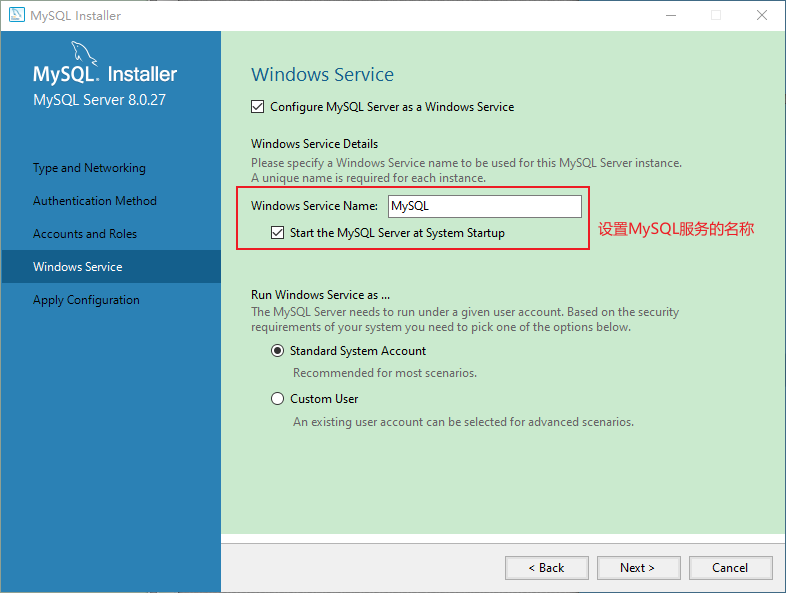 MySQL Installer
MySQL. Installer
MySQL Server 8.0.27
Type and Networking
Authentication Method
Accounts and Roles
Windows Service
Apply Configuration
Windows Service
Configure MySQL Server as a Windows Service
Windows Service Details
Please specify a Windows Service name to be used for this MySQL Server instance.
A unique name is required for each instance.
Windows Service Name: MySQL
Start the MySQL Server at System Startup
设置MySQL服务的名称
Run Windows Service as ...
The MySQL Server needs to run under a given user account. Based on the security
requirements of your system you need to pick one of the options below.
Standard System Account
Recommended for most scenarios.
Custom User
An existing user account can be selected for advanced scenarios.
< Back Next > Cancel